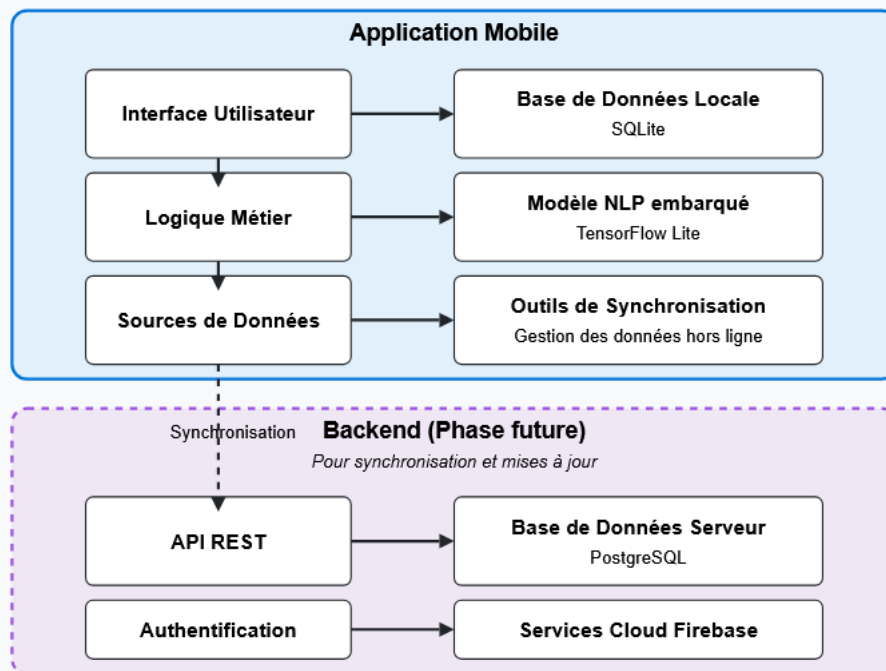 Application Mobile
Interface Utilisateur
Base de Données Locale
SQLite
Logique Métier
Modèle NLP embarqué
TensorFlow Lite
Sources de Données
Outils de Synchronisation
Gestion des données hors ligne
Synchronisation
Backend (Phase future)
Pour synchronisation et mises à jour
API REST
Base de Données Serveur
PostgreSQL
Authentification
Services Cloud Firebase